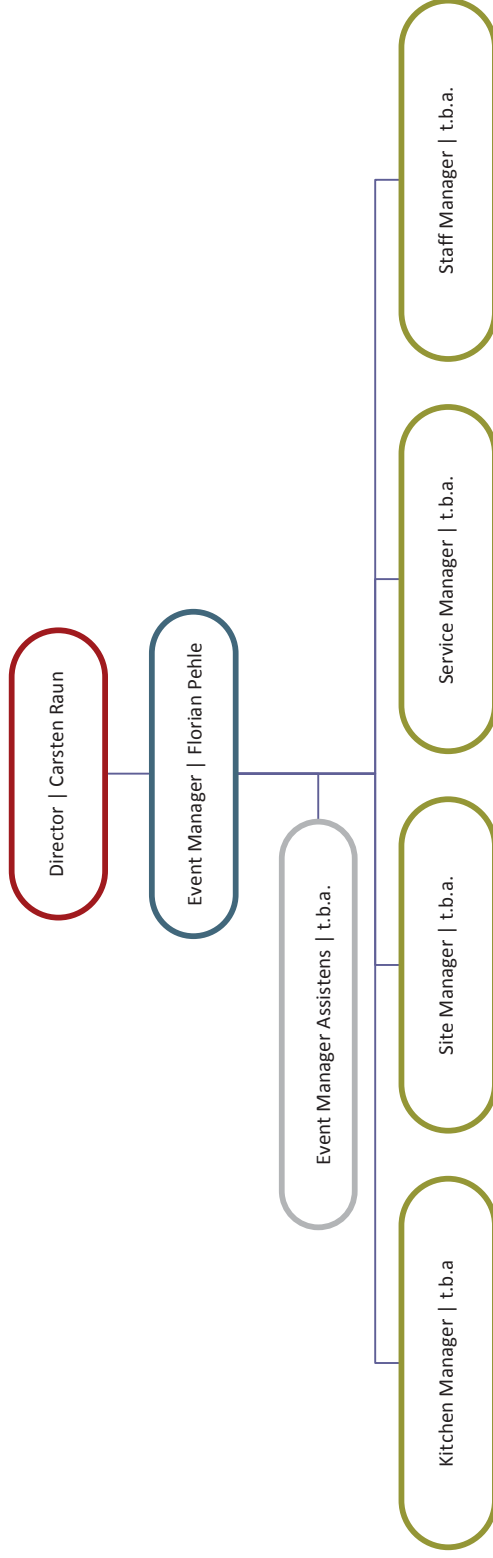 Director | Carsten Raun
Event Manager | Florian Pehle
Event Manager Assistens | t.b.a.
Kitchen Manager | t.b.a
Site Manager | t.b.a.
Service Manager | t.b.a.
Staff Manager | t.b.a.